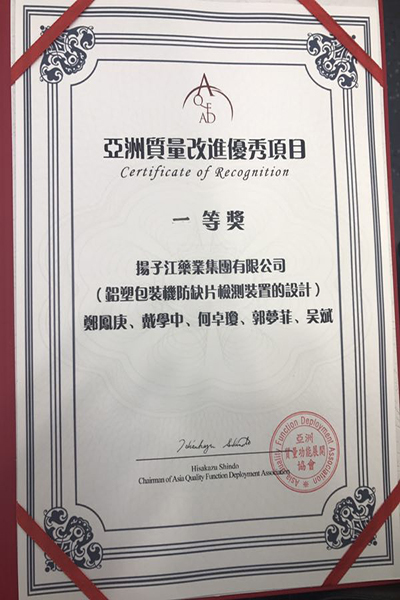 A
QF
AD
亞洲質量改進優秀項目
Certificate of Recognition
一等獎
揚子江藥業集團有限公司
（鋁塑包裝機防缺片檢測裝置的設計）
鄭鳳庚、戴學中、何卓瓊、郭夢菲、吴斌
Hisakazu Shindo
Chairman of Asia Quality Function Deployment Association
Asia Quality Function Deployment Association
亞洲
質量功能展開
協會